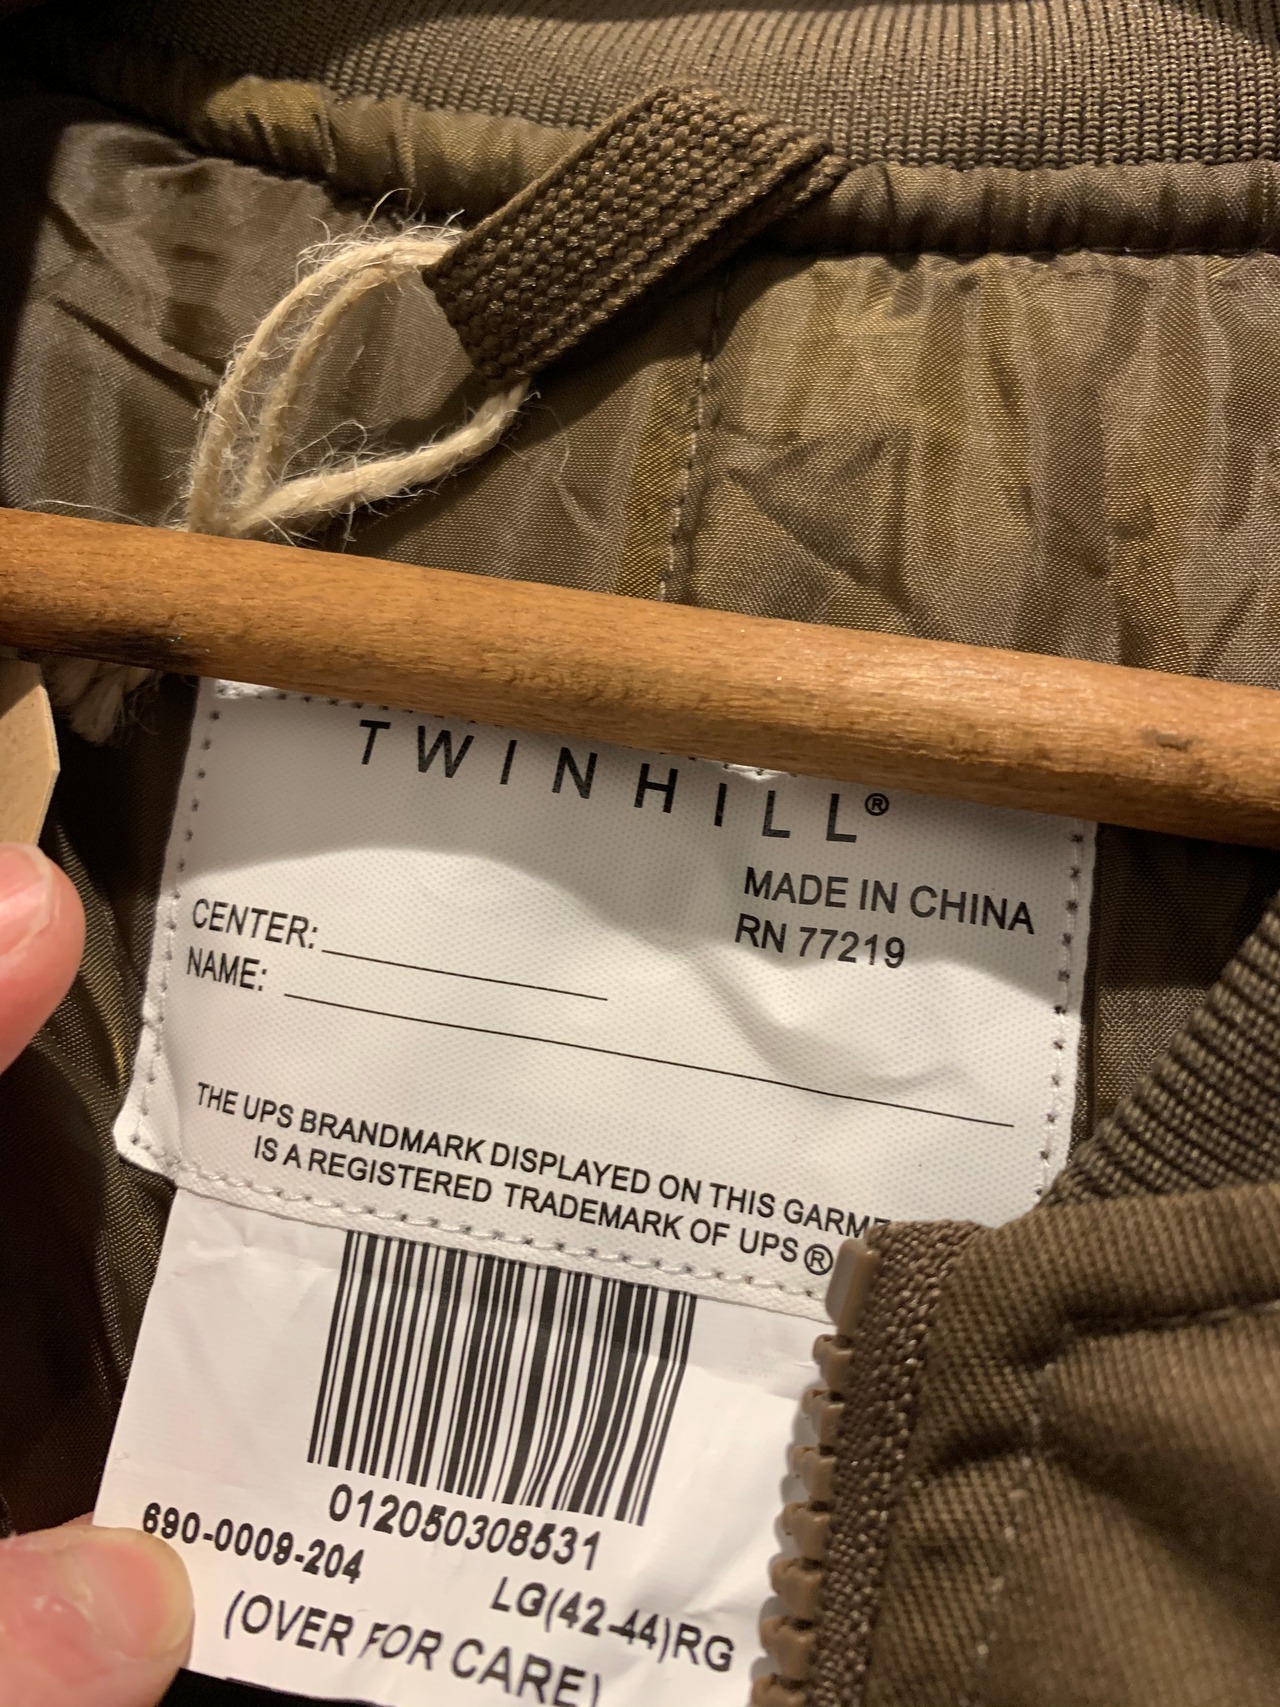 TWINHILL®
MADE IN CHINA
RN 77219
CENTER:
NAME:
THE UPS BRANDMARK DISPLAYED ON THIS GARME
IS A REGISTERED TRADEMARK OF UPS®
012050308531
690-0009-204
LG(42-44)RG
(OVER FOR CARE)